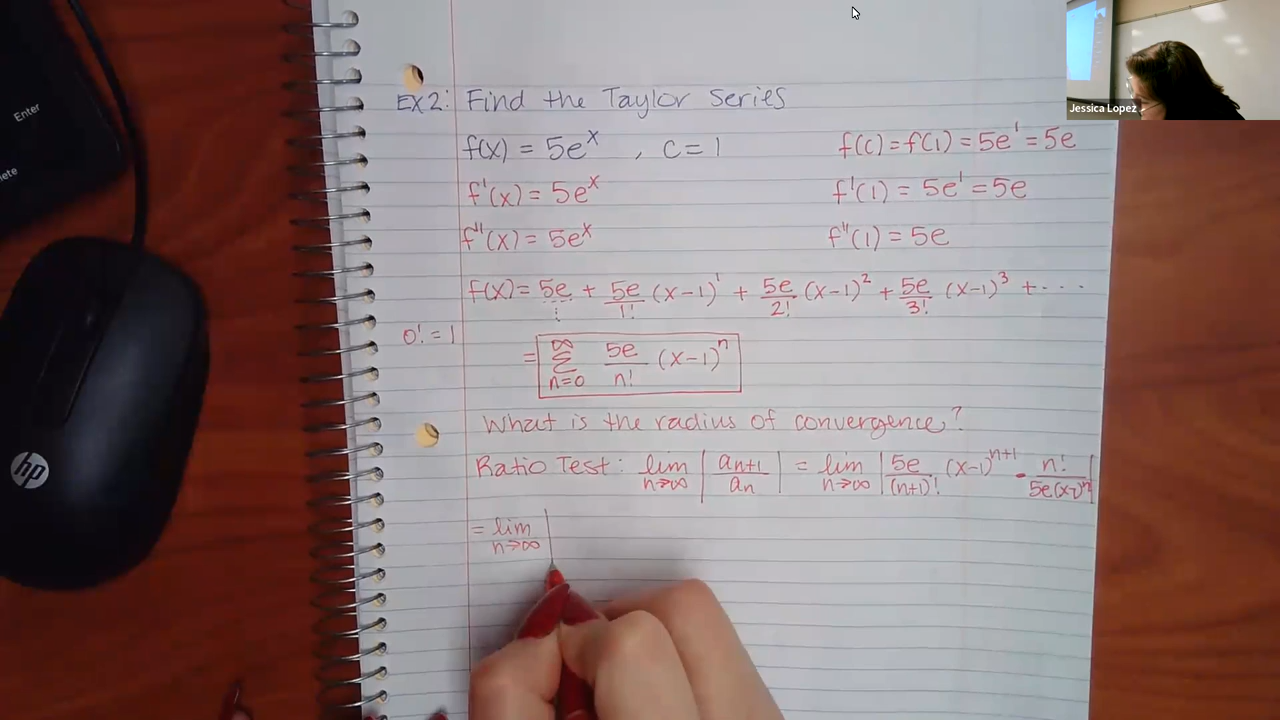 Enter
lete
hp
Jessica Lopez
Ex2: Find the Taylor Series
f(x) = 5e^x , c = 1
f(c) = f(1) = 5e^1 = 5e
f'(x) = 5e^x
f'(1) = 5e^1 = 5e
f"(x) = 5e^x
f"(1) = 5e
f(x) = 5e + 5e/1! (x-1)^1 + 5e/2! (x-1)^2 + 5e/3! (x-1)^3 + ...
0! = 1
= ∑_{n=0}^{∞} 5e/n! (x-1)^n
What is the radius of convergence?
Ratio Test: lim_{n→∞} | a_{n+1}/a_n | = lim_{n→∞} | 5e/(n+1)! (x-1)^{n+1} · n!/5e(x-1)^n |
= lim_{n→∞} |